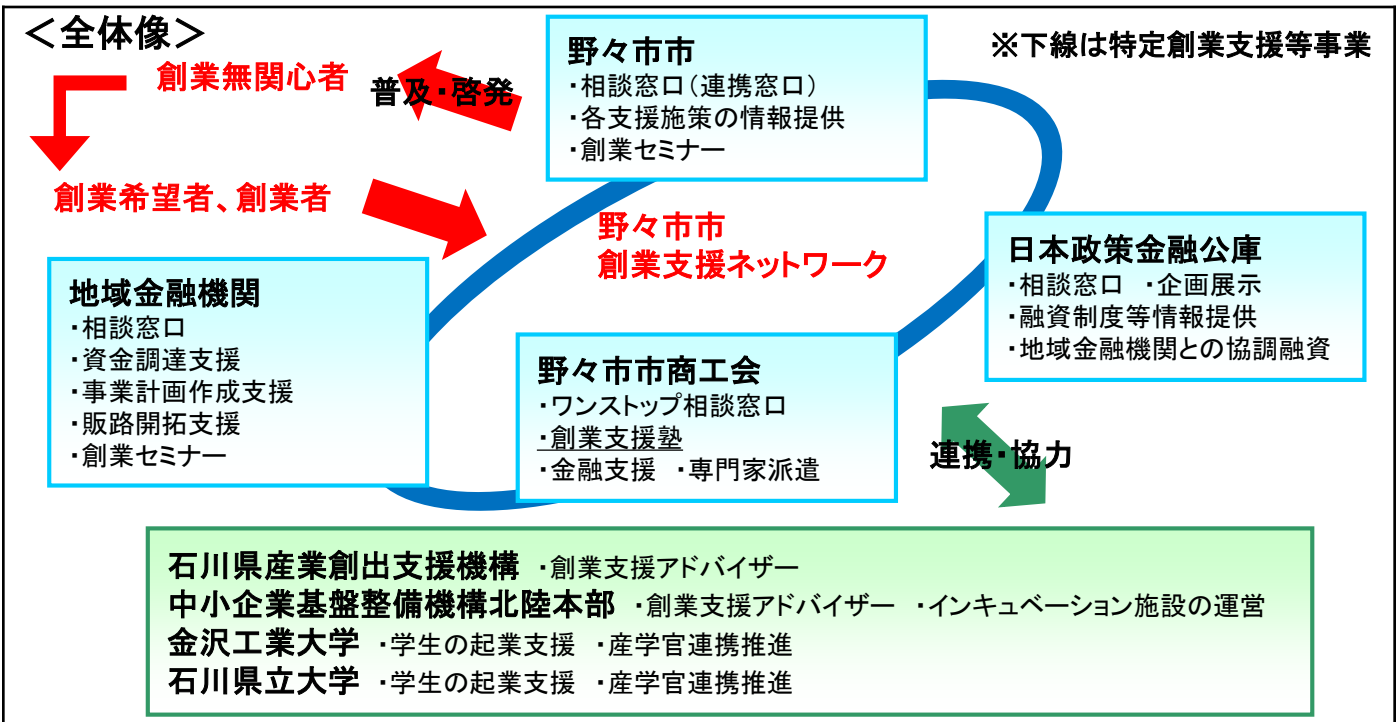 ＜全体像＞
※下線は特定創業支援等事業
創業無関心者
普及・啓発
創業希望者、創業者
野々市市
・相談窓口（連携窓口）
・各支援施策の情報提供
・創業セミナー
野々市市
創業支援ネットワーク
日本政策金融公庫
・相談窓口　・企画展示
・融資制度等情報提供
・地域金融機関との協調融資
地域金融機関
・相談窓口
・資金調達支援
・事業計画作成支援
・販路開拓支援
・創業セミナー
野々市市商工会
・ワンストップ相談窓口
・創業支援塾
・金融支援　・専門家派遣
連携・協力
石川県産業創出支援機構　・創業支援アドバイザー
中小企業基盤整備機構北陸本部　・創業支援アドバイザー　・インキュベーション施設の運営
金沢工業大学　・学生の起業支援　・産学官連携推進
石川県立大学　・学生の起業支援　・産学官連携推進